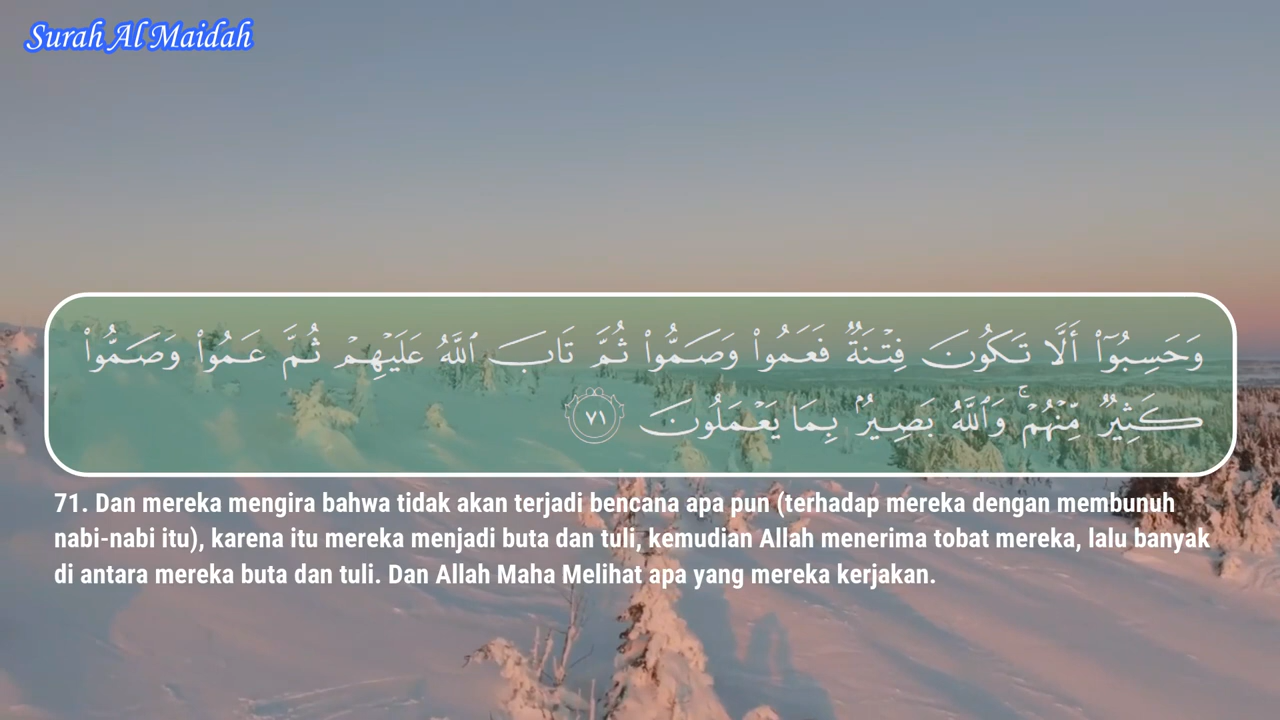 Surah Al Maidah
وَحَسِبُوٓا۟ أَلَّا تَكُونَ فِتْنَةٌ فَعَمُوا۟ وَصَمُّوا۟ ثُمَّ تَابَ ٱللَّهُ عَلَيْهِمْ ثُمَّ عَمُوا۟ وَصَمُّوا۟
كَثِيرٌ مِّنْهُمْ ۚ وَٱللَّهُ بَصِيرٌۢ بِمَا يَعْمَلُونَ ٧١
71. Dan mereka mengira bahwa tidak akan terjadi bencana apa pun (terhadap mereka dengan membunuh
nabi-nabi itu), karena itu mereka menjadi buta dan tuli, kemudian Allah menerima tobat mereka, lalu banyak
di antara mereka buta dan tuli. Dan Allah Maha Melihat apa yang mereka kerjakan.